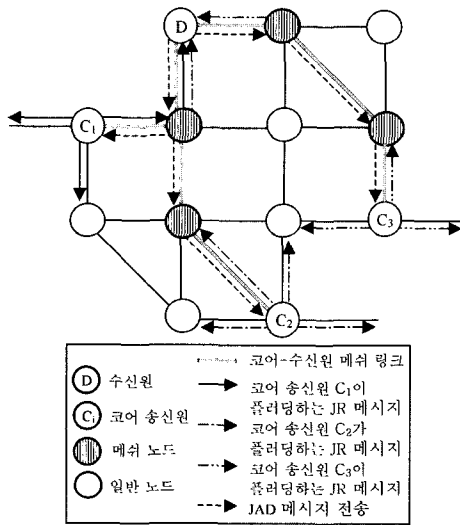 D
C₁
C₃
C₂
D 수신원
Cᵢ 코어 송신원
메쉬 노드
일반 노드
코어-수신원 메쉬 링크
코어 송신원 C₁이
플러딩하는 JR 메시지
코어 송신원 C₂가
플러딩하는 JR 메시지
코어 송신원 C₃이
플러딩하는 JR 메시지
JAD 메시지 전송